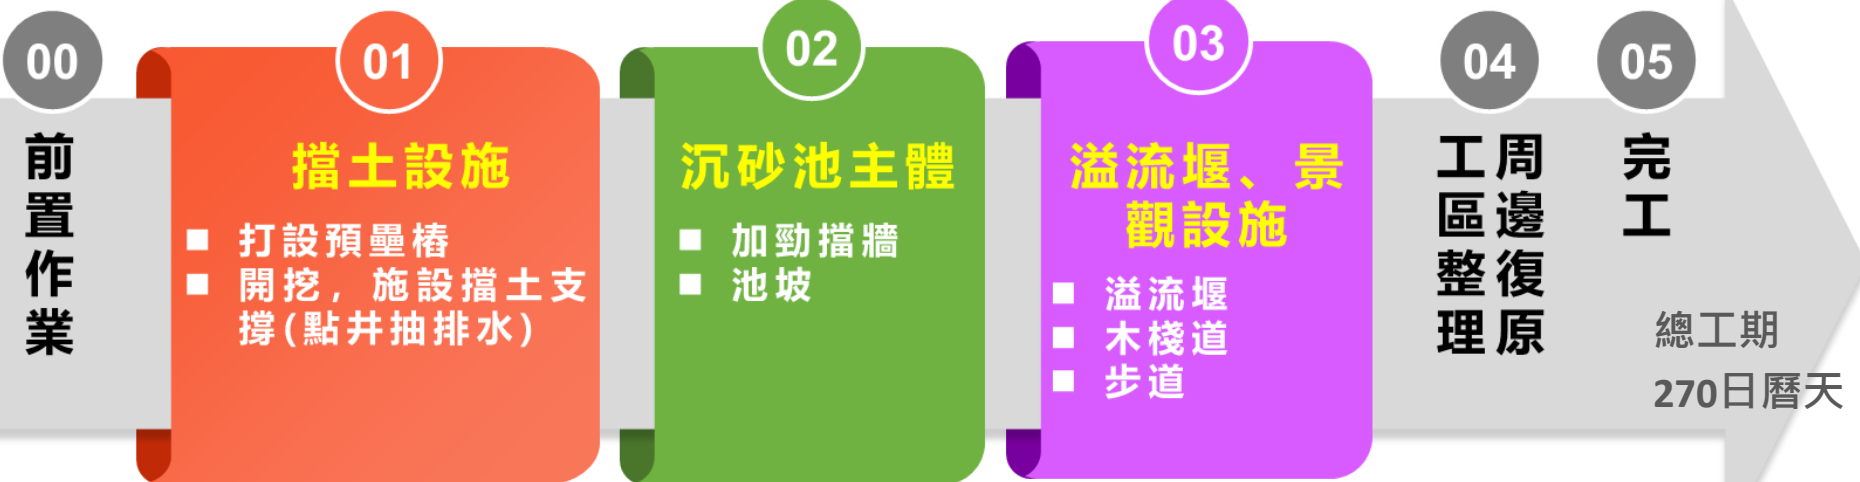 00
前置作業
01
擋土設施
■ 打設預壘樁
■ 開挖，施設擋土支
撐(點井抽排水)
02
沉砂池主體
■ 加勁擋牆
■ 池坡
03
溢流堰、景
觀設施
■ 溢流堰
■ 木棧道
■ 步道
04
周邊復原
工區整理
05
完工
總工期
270日曆天